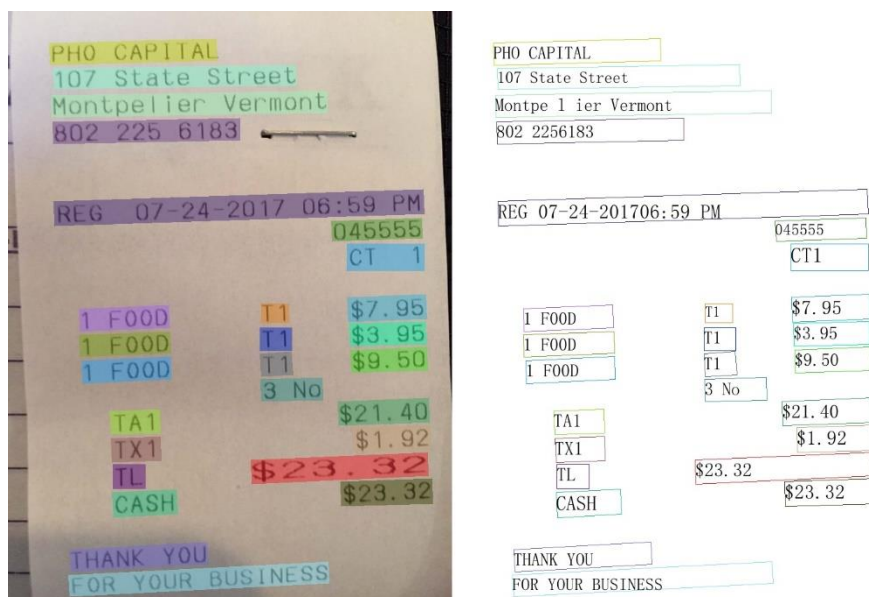 PHO CAPITAL
107 State Street
Montpelier Vermont
802 225 6183
REG 07-24-2017 06:59 PM
045555
CT 1
1 FOOD T1 $7.95
1 FOOD T1 $3.95
1 FOOD T1 $9.50
3 No
TA1 $21.40
TX1 $1.92
TL $23.32
CASH $23.32
THANK YOU
FOR YOUR BUSINESS
PHO CAPITAL
107 State Street
Montpe l ier Vermont
802 2256183
REG 07-24-201706:59 PM
045555
CT1
1 FOOD T1 $7.95
1 FOOD T1 $3.95
1 FOOD T1 $9.50
3 No
TA1 $21.40
TX1 $1.92
TL $23.32
CASH $23.32
THANK YOU
FOR YOUR BUSINESS